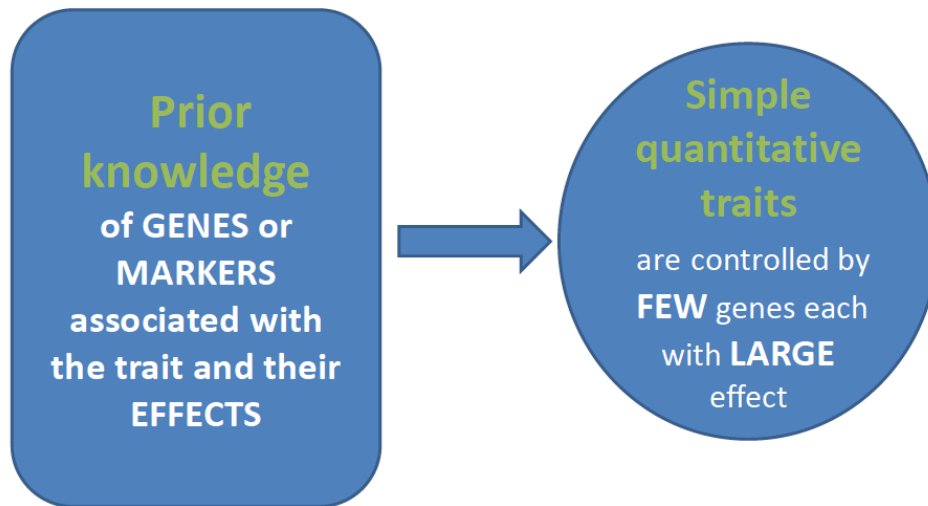 Prior
knowledge
of GENES or
MARKERS
associated with
the trait and their
EFFECTS
Simple
quantitative
traits
are controlled by
FEW genes each
with LARGE
effect